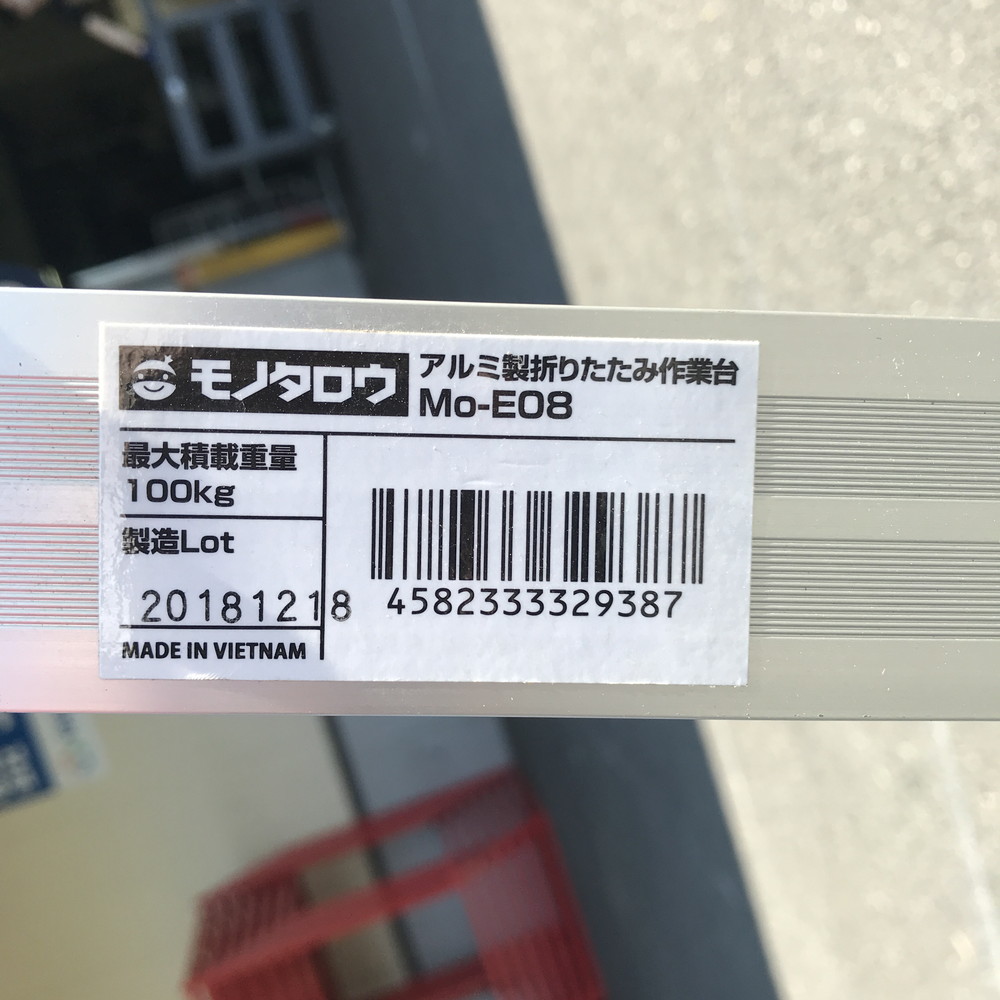 モノタロウ
アルミ製折りたたみ作業台
Mo-E08
最大積載重量
100kg
製造Lot
20181218
MADE IN VIETNAM
4582333329387